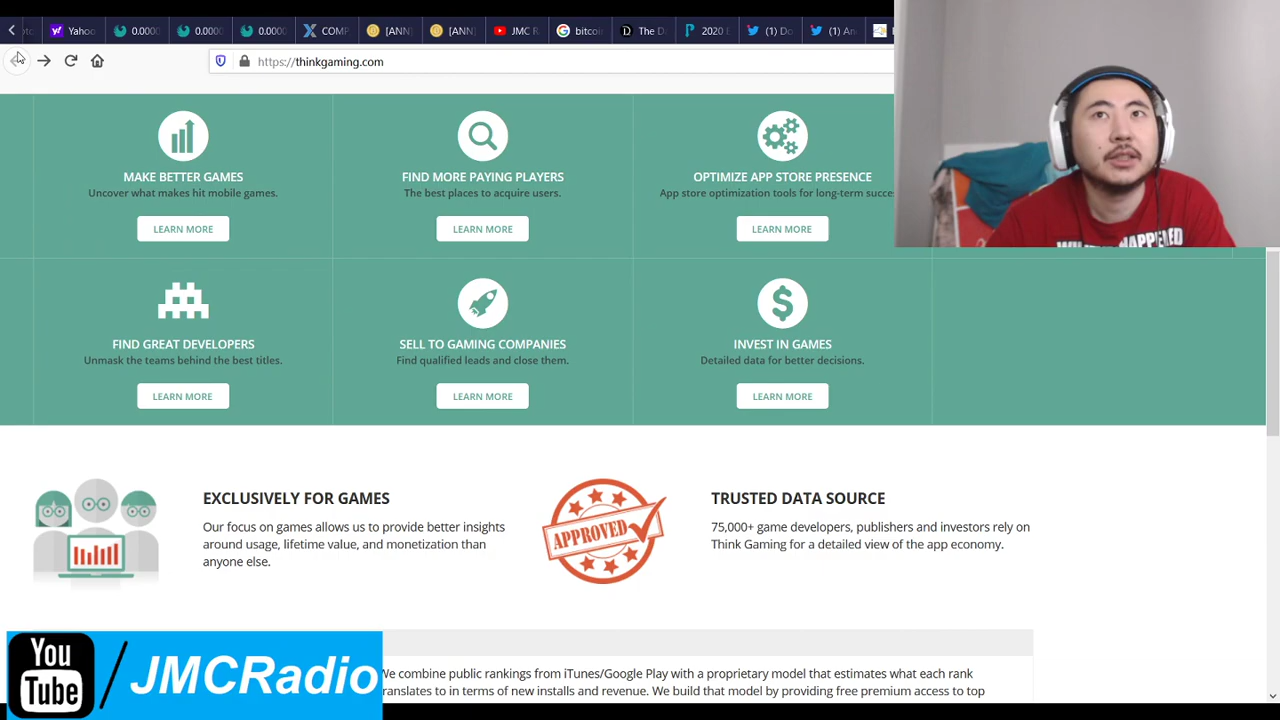 Yahoo
0.0000
0.0000
0.0000
COMP
[ANN]
[ANN]
JMC R
bitcoi
The D
2020 E
(1) Do
(1) An
https://thinkgaming.com
MAKE BETTER GAMES
Uncover what makes hit mobile games.
LEARN MORE
FIND MORE PAYING PLAYERS
The best places to acquire users.
LEARN MORE
OPTIMIZE APP STORE PRESENCE
App store optimization tools for long-term succe
LEARN MORE
FIND GREAT DEVELOPERS
Unmask the teams behind the best titles.
LEARN MORE
SELL TO GAMING COMPANIES
Find qualified leads and close them.
LEARN MORE
INVEST IN GAMES
Detailed data for better decisions.
LEARN MORE
EXCLUSIVELY FOR GAMES
Our focus on games allows us to provide better insights
around usage, lifetime value, and monetization than
anyone else.
APPROVED
TRUSTED DATA SOURCE
75,000+ game developers, publishers and investors rely on
Think Gaming for a detailed view of the app economy.
We combine public rankings from iTunes/Google Play with a proprietary model that estimates what each rank
translates to in terms of new installs and revenue. We build that model by providing free premium access to top
You
Tube
/JMCRadio